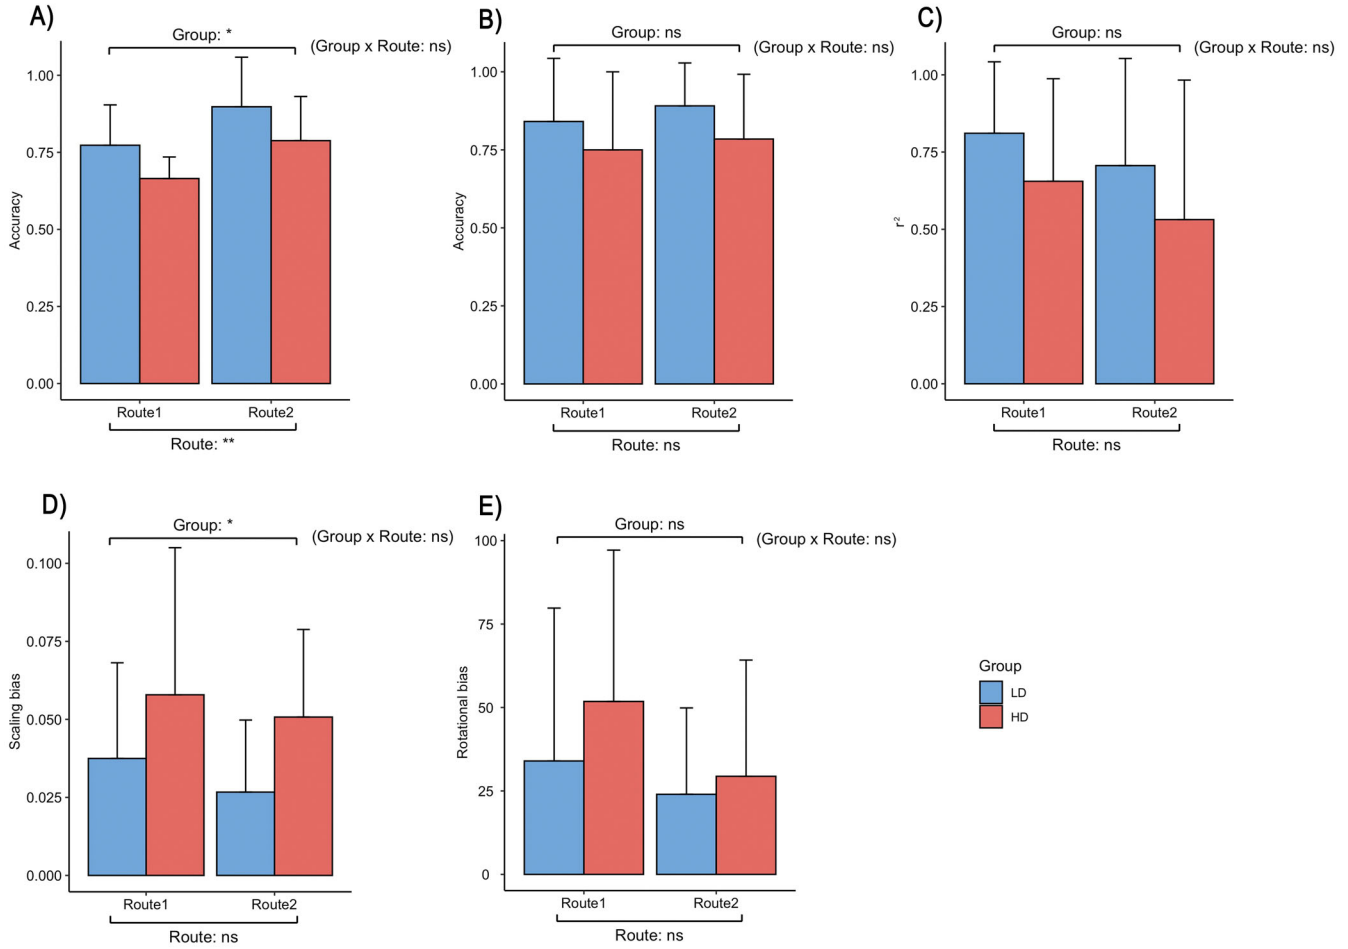 A)
Group: *
(Group x Route: ns)
1.00
0.75
0.50
0.25
0.00
Accuracy
Route1
Route2
Route: **
B)
Group: ns
(Group x Route: ns)
1.00
0.75
0.50
0.25
0.00
Accuracy
Route1
Route2
Route: ns
C)
Group: ns
(Group x Route: ns)
1.00
0.75
0.50
0.25
0.00
r²
Route1
Route2
Route: ns
D)
Group: *
(Group x Route: ns)
0.100
0.075
0.050
0.025
0.000
Scaling bias
Route1
Route2
Route: ns
E)
Group: ns
(Group x Route: ns)
100
75
50
25
0
Rotational bias
Route1
Route2
Route: ns
Group
LD
HD